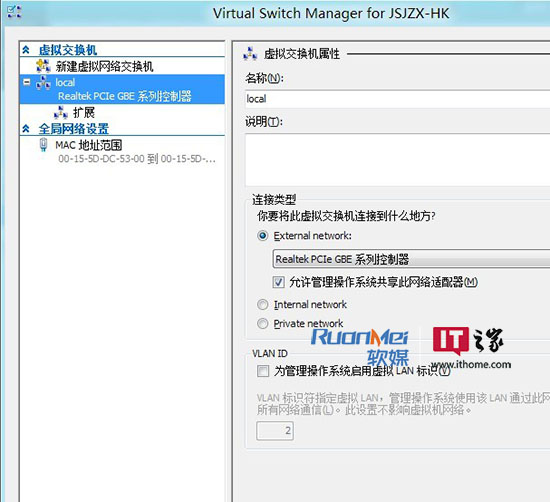 Virtual Switch Manager for JSJZX-HK
虚拟交换机
新建虚拟网络交换机
local
Realtek PCIe GBE 系列控制器
扩展
全局网络设置
MAC 地址范围
00-15-5D-DC-53-00 到 00-15-5D-...
虚拟交换机属性
名称(N):
local
说明(T):
连接类型
你要将此虚拟交换机连接到什么地方?
External network:
Realtek PCIe GBE 系列控制器
允许管理操作系统共享此网络适配器(M)
Internal network
Private network
RuanMei
软媒
IT之家
www.ithome.com
VLAN ID
为管理操作系统启用虚拟 LAN 标识(V)
VLAN 标识符指定虚拟 LAN，管理操作系统使用该 LAN 通过此网
所有网络通信(L)。此设置不影响虚拟机网络。
2